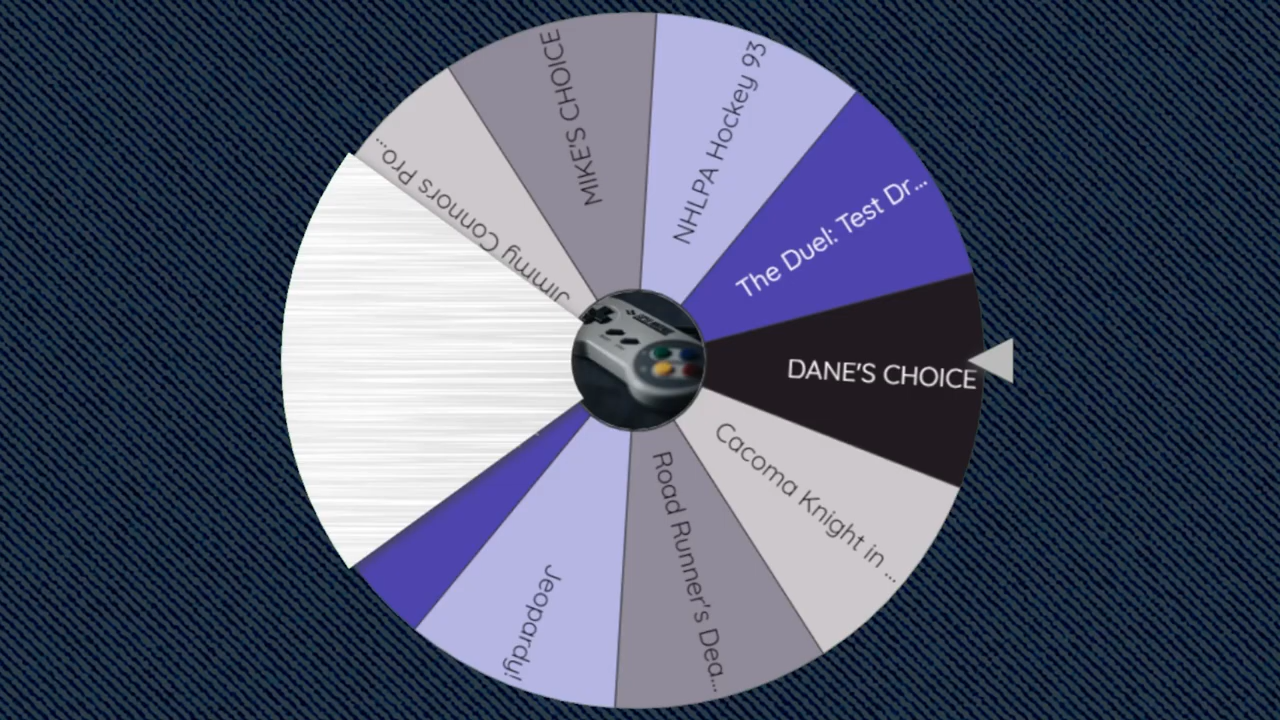 MIKE'S CHOICE
NHLPA Hockey 93
The Duel: Test Dr...
DANE'S CHOICE
Cacoma Knight in ...
Road Runner's Dea...
Jeopardy!
Jimmy Connors Pro...